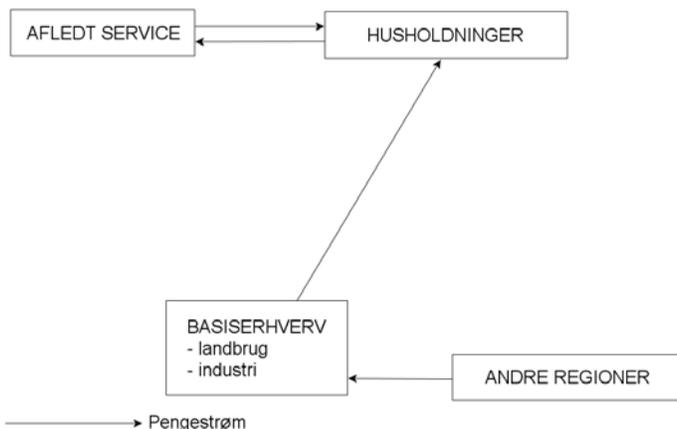 AFLEDT SERVICE
HUSHOLDNINGER
BASISERHVERV
- landbrug
- industri
ANDRE REGIONER
Pengestrøm